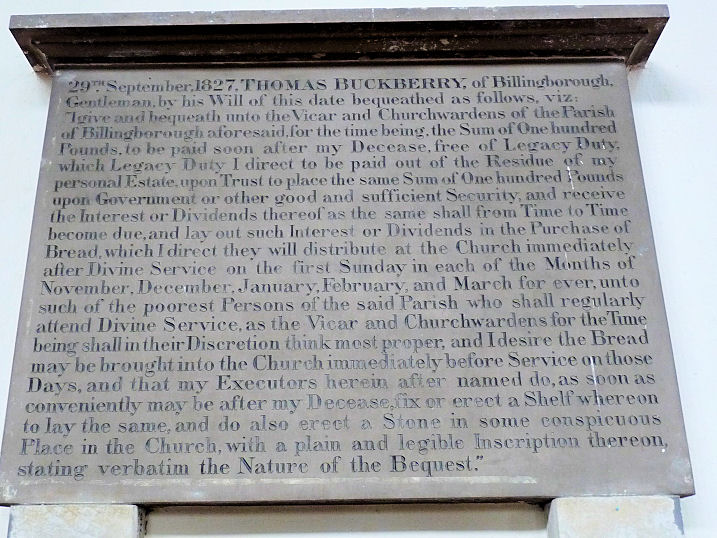 29TH September, 1827, THOMAS BUCKBERRY, of Billingborough,
Gentleman, by his Will of this date bequeathed as follows, viz:
"I give and bequeath unto the Vicar and Churchwardens of the Parish
of Billingborough aforesaid, for the time being, the Sum of One hundred
Pounds, to be paid soon after my Decease, free of Legacy Duty,
which Legacy Duty I direct to be paid out of the Residue of my
personal Estate, upon Trust to place the same Sum of One hundred Pounds
upon Government or other good and sufficient Security, and receive
the Interest or Dividends thereof as the same shall from Time to Time
become due, and lay out such Interest or Dividends in the Purchase of
Bread, which I direct they will distribute at the Church immediately
after Divine Service on the first Sunday in each of the Months of
November, December, January, February, and March for ever, unto
such of the poorest Persons of the said Parish who shall regularly
attend Divine Service, as the Vicar and Churchwardens for the Time
being shall in their Discretion think most proper, and I desire the Bread
may be brought into the Church immediately before Service on those
Days, and that my Executors herein after named do, as soon as
conveniently may be after my Decease, fix or erect a Shelf whereon
to lay the same, and do also erect a Stone in some conspicuous
Place in the Church, with a plain and legible Inscription thereon,
stating verbatim the Nature of the Bequest."